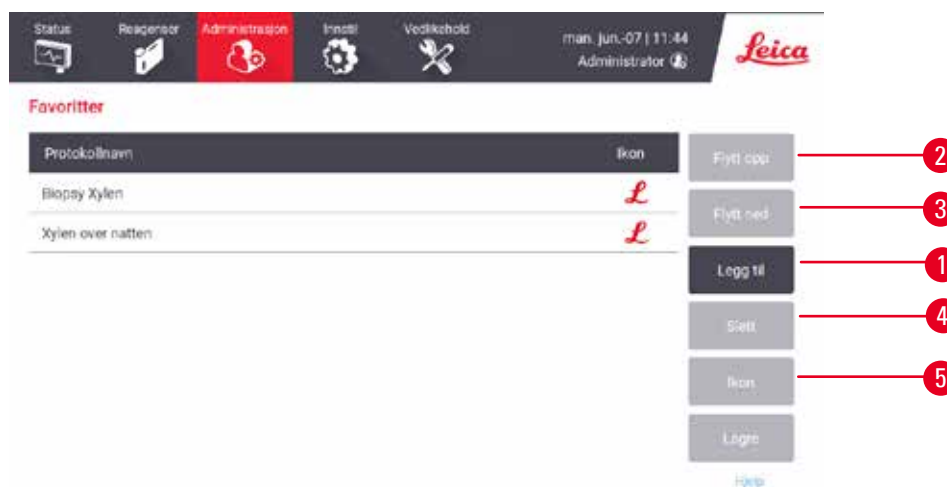 Status Reagenser Administrasjon Innstil Vedlikehold man. jun.-07 | 11:44
Administrator
Leica
Favoritter
Protokollnavn Ikon
Biopsy Xylen
Xylen over natten
Flytt opp 2
Flytt ned 3
Legg til 1
Slett 4
Ikon 5
Lagre
Hjelp